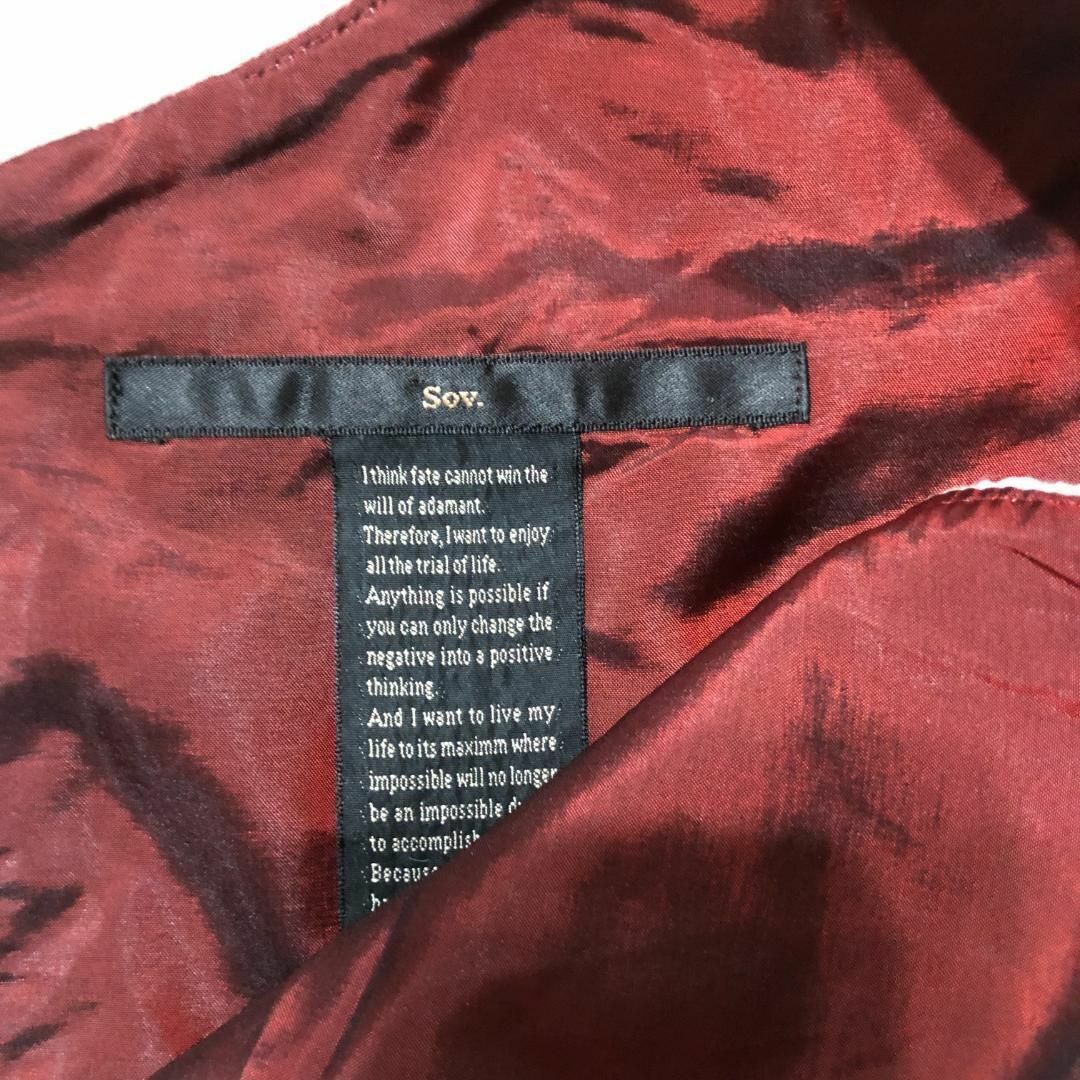 Sov.
I think fate cannot win the
will of adamant.
Therefore, I want to enjoy
all the trial of life.
Anything is possible if
you can only change the
negative into a positive
thinking.
And I want to live my
life to its maximm where
impossible will no longer
be an impossible
to